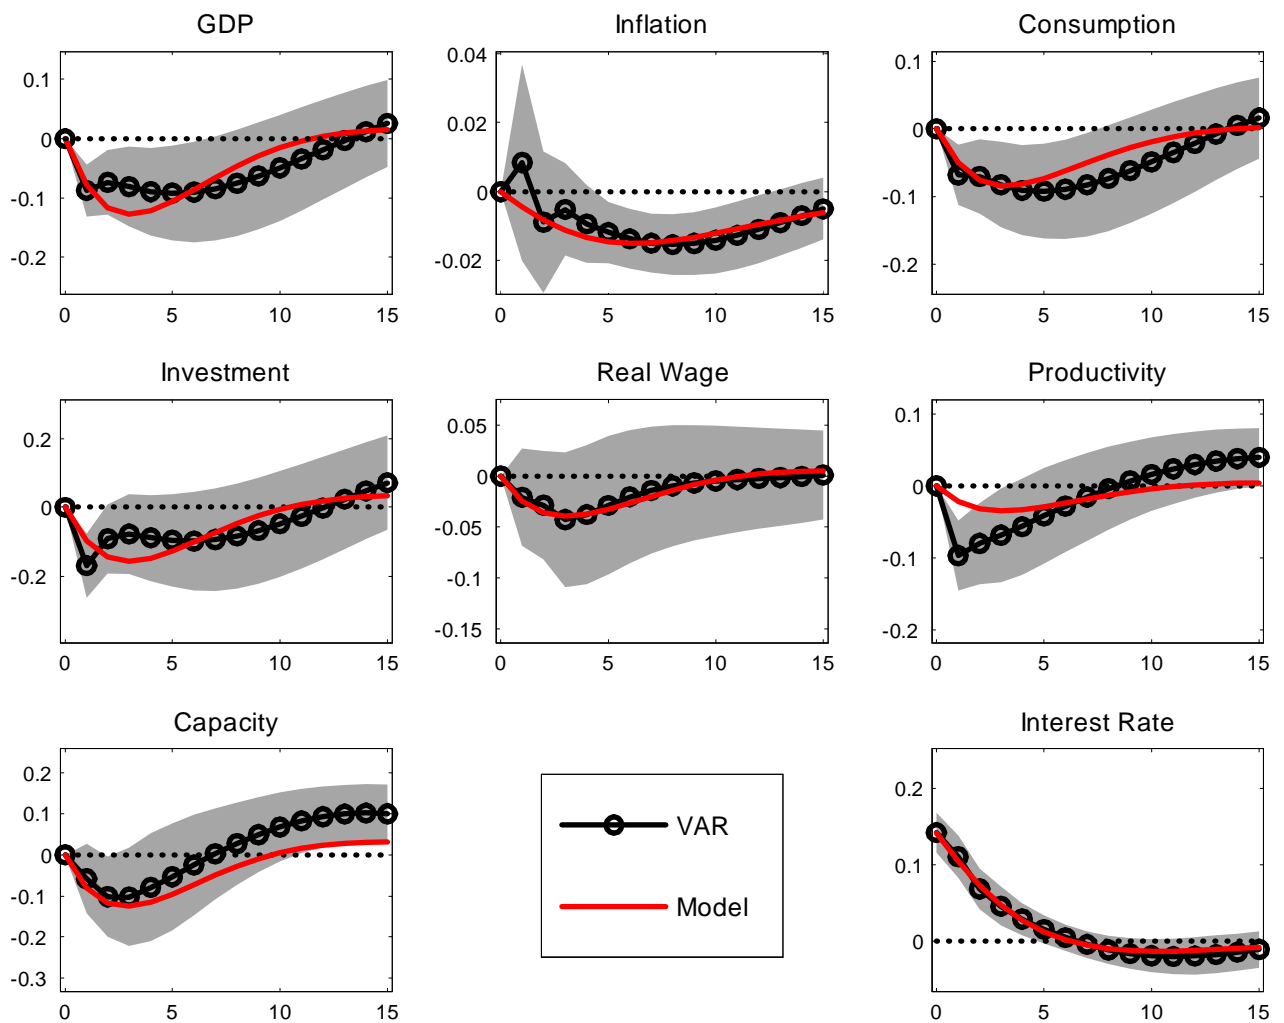 GDP
0.1
0
-0.1
-0.2
0 5 10 15
Inflation
0.04
0.02
0
-0.02
0 5 10 15
Consumption
0.1
0
-0.1
-0.2
0 5 10 15
Investment
0.2
0
-0.2
0 5 10 15
Real Wage
0.05
0
-0.05
-0.1
-0.15
0 5 10 15
Productivity
0.1
0
-0.1
-0.2
0 5 10 15
Capacity
0.2
0.1
0
-0.1
-0.2
-0.3
0 5 10 15
VAR
Model
Interest Rate
0.2
0.1
0
0 5 10 15